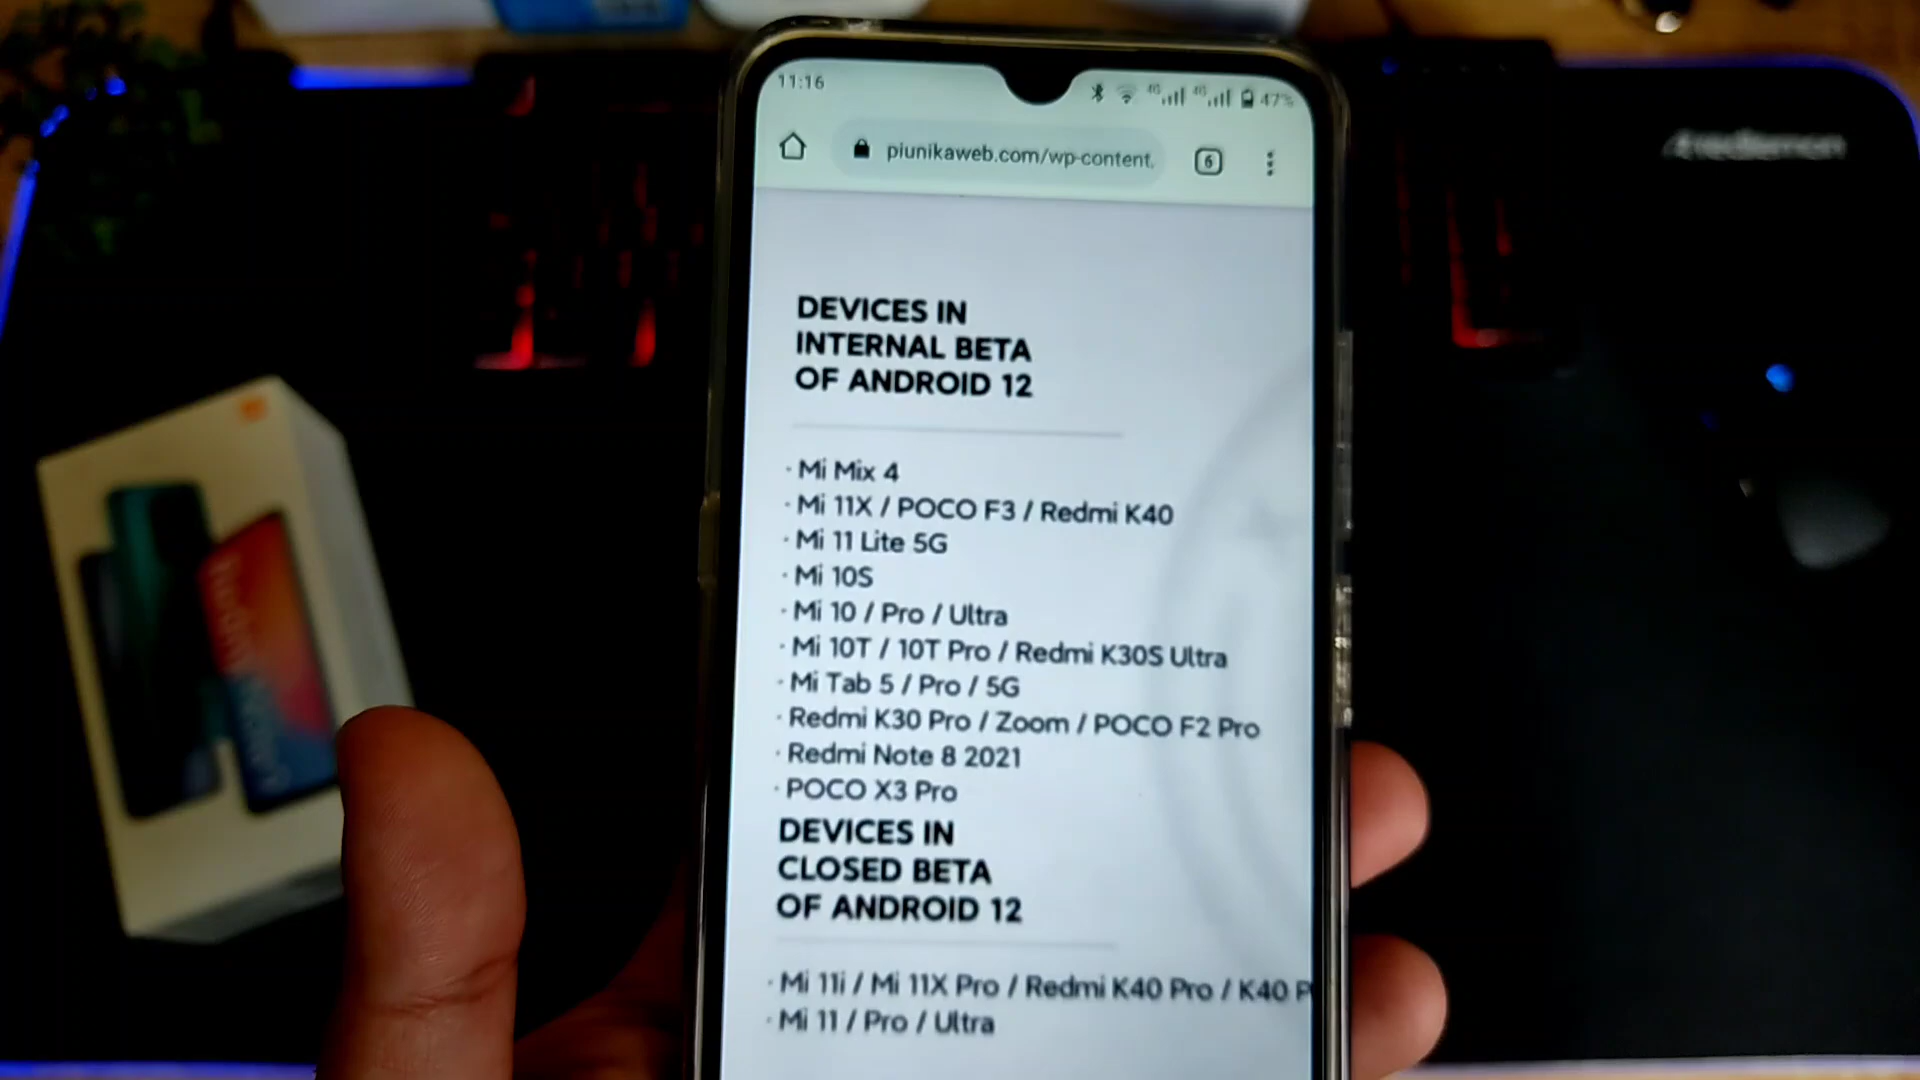 11:16
4G 4G 47%
piunikaweb.com/wp-content.
6
DEVICES IN
INTERNAL BETA
OF ANDROID 12
· Mi Mix 4
· Mi 11X / POCO F3 / Redmi K40
· Mi 11 Lite 5G
· Mi 10S
· Mi 10 / Pro / Ultra
· Mi 10T / 10T Pro / Redmi K30S Ultra
· Mi Tab 5 / Pro / 5G
· Redmi K30 Pro / Zoom / POCO F2 Pro
· Redmi Note 8 2021
· POCO X3 Pro
DEVICES IN
CLOSED BETA
OF ANDROID 12
· Mi 11i / Mi 11X Pro / Redmi K40 Pro / K40 P
· Mi 11 / Pro / Ultra